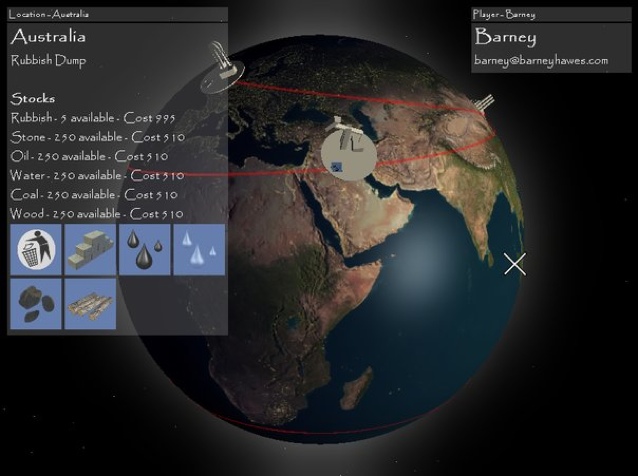 Location - Australia
Australia
Rubbish Dump
Stocks
Rubbish - 5 available - Cost 995
Stone - 250 available - Cost 510
Oil - 250 available - Cost 510
Water - 250 available - Cost 510
Coal - 250 available - Cost 510
Wood - 250 available - Cost 510
Player - Barney
Barney
barney@barneyhawes.com